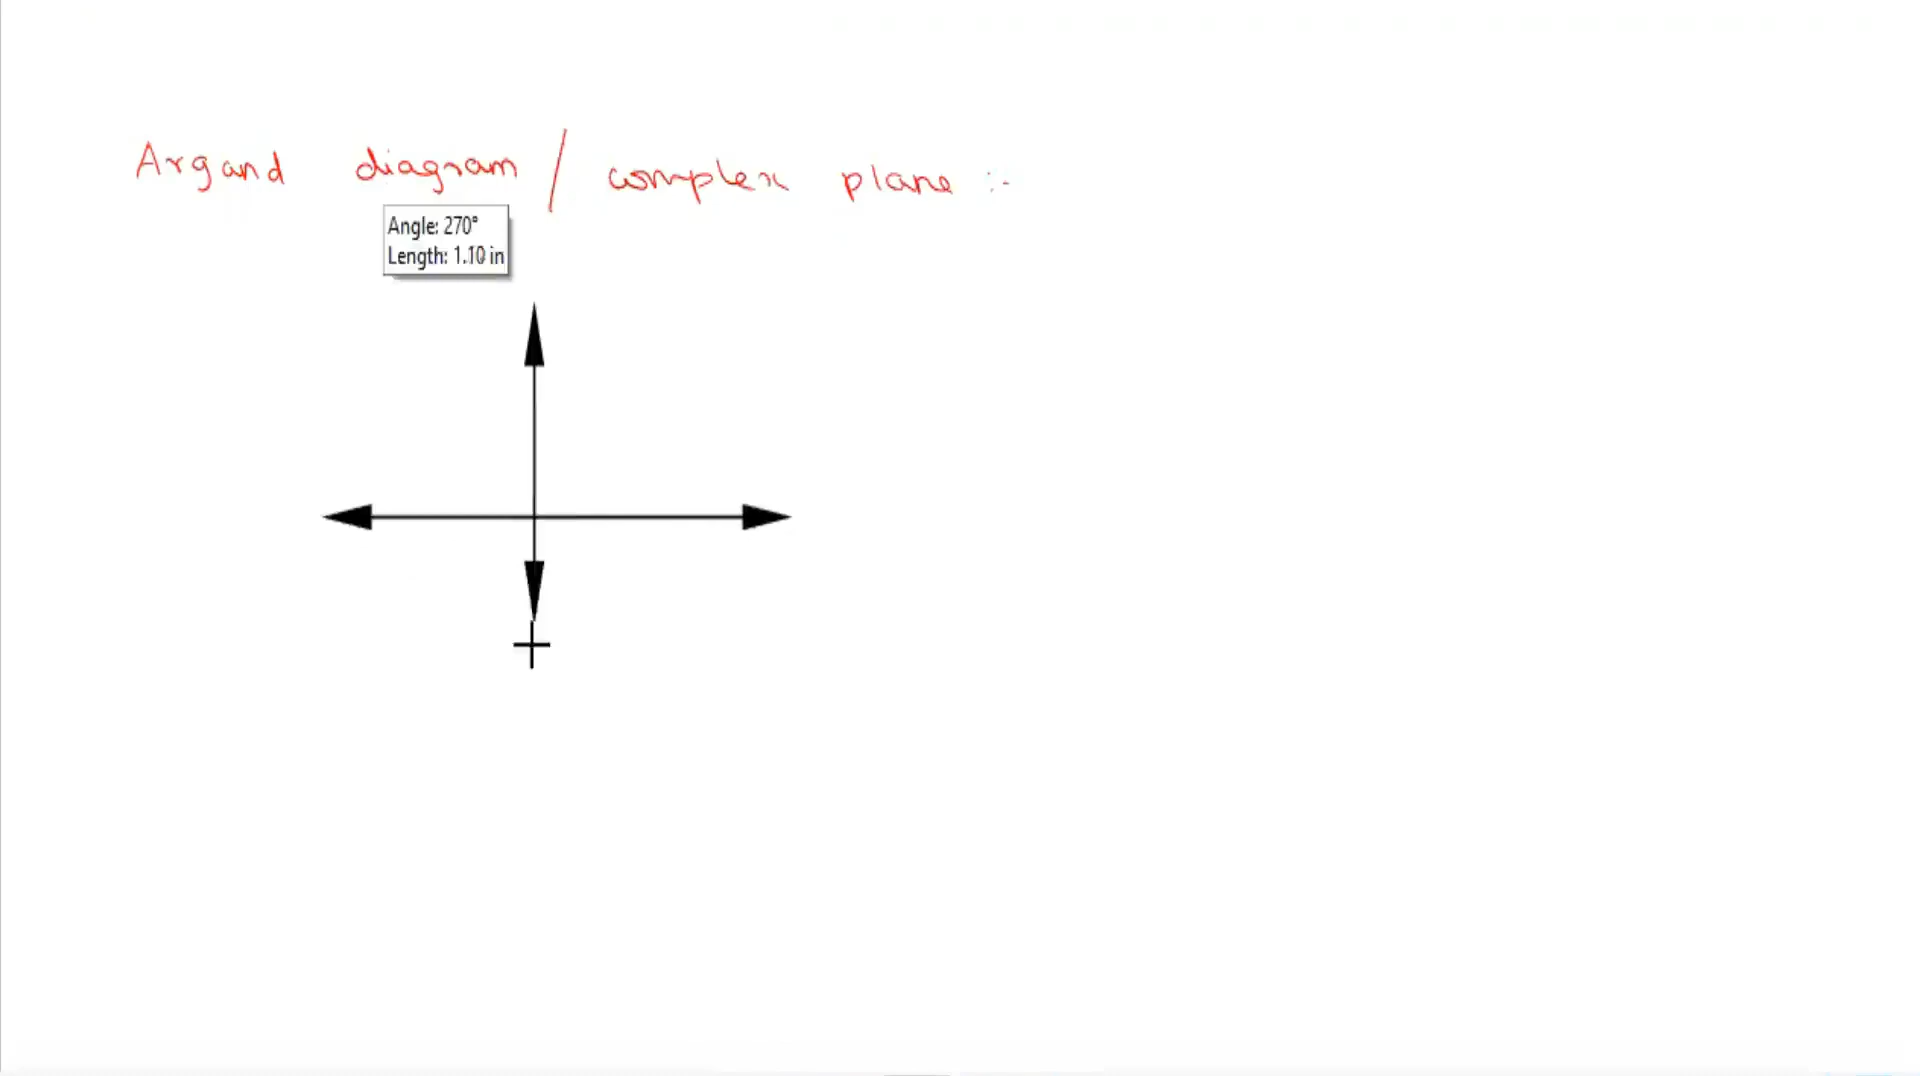 Argand diagram / complex plane :-
Angle: 270°
Length: 1.10 in